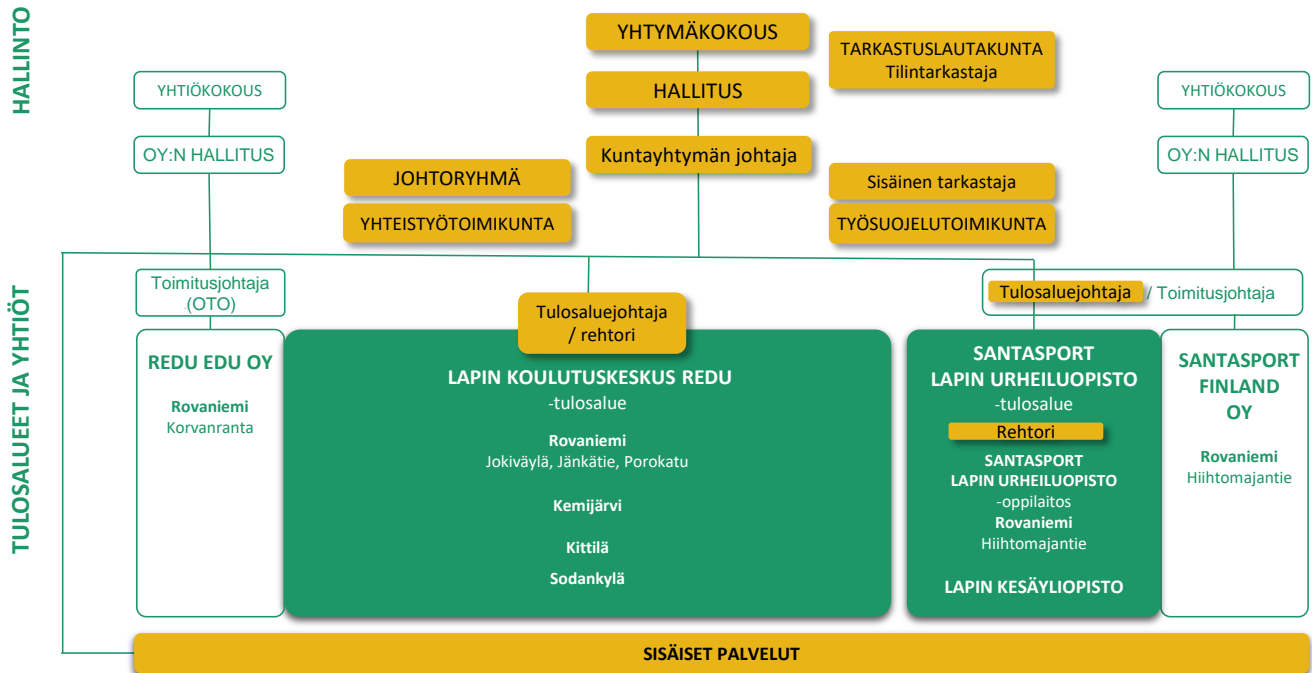 HALLINTO
YHTYMÄKOKOUS
TARKASTUSLAUTAKUNTA
Tilintarkastaja
YHTIÖKOKOUS
HALLITUS
YHTIÖKOKOUS
OY:N HALLITUS
Kuntayhtymän johtaja
OY:N HALLITUS
JOHTORYHMÄ
Sisäinen tarkastaja
YHTEISTYÖTOIMIKUNTA
TYÖSUOJELUTOIMIKUNTA
TULOSALUEET JA YHTIÖT
Toimitusjohtaja
(OTO)
Tulosaluejohtaja
/ rehtori
Tulosaluejohtaja / Toimitusjohtaja
REDU EDU OY
Rovaniemi
Korvanranta
LAPIN KOULUTUSKESKUS REDU
-tulosalue
Rovaniemi
Jokiväylä, Jänkätie, Porokatu
Kemijärvi
Kittilä
Sodankylä
SANTASPORT
LAPIN URHEILUOPISTO
-tulosalue
Rehtori
SANTASPORT
LAPIN URHEILUOPISTO
-oppilaitos
Rovaniemi
Hiihtomajantie
LAPIN KESÄYLIOPISTO
SANTASPORT
FINLAND
OY
Rovaniemi
Hiihtomajantie
SISÄISET PALVELUT